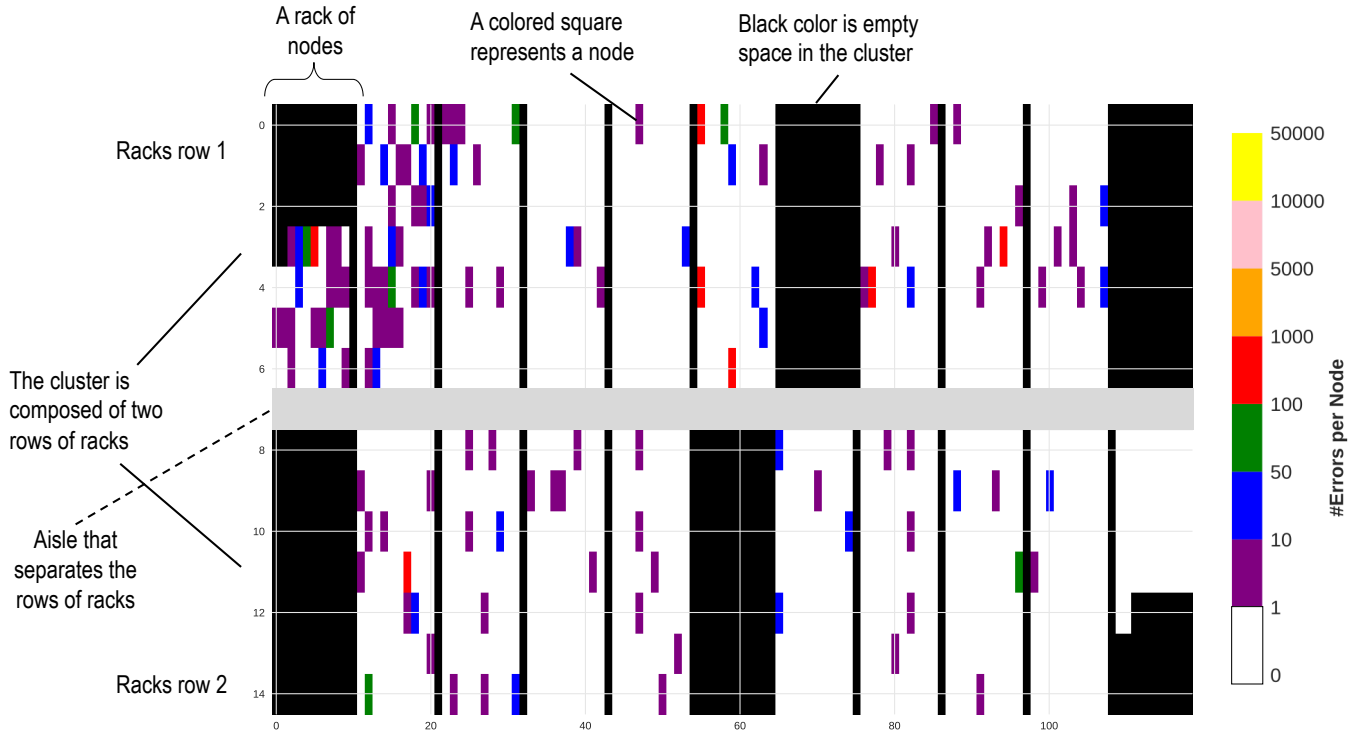 A rack of
nodes
A colored square
represents a node
Black color is empty
space in the cluster
Racks row 1
The cluster is
composed of two
rows of racks
Aisle that
separates the
rows of racks
Racks row 2
0
2
4
6
8
10
12
14
0
20
40
60
80
100
50000
10000
5000
1000
100
50
10
1
0
#Errors per Node